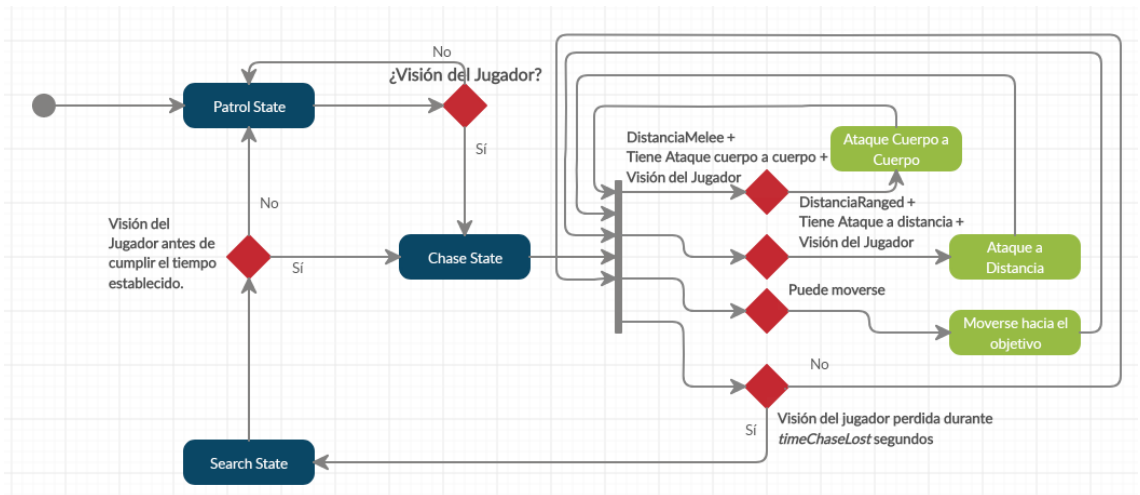 No
¿Visión del Jugador?
Patrol State
Sí
DistanciaMelee +
Tiene Ataque cuerpo a cuerpo +
Visión del Jugador
Ataque Cuerpo a
Cuerpo
No
Visión del
Jugador antes de
cumplir el tiempo
establecido.
Sí
Chase State
DistanciaRanged +
Tiene Ataque a distancia +
Visión del Jugador
Ataque a
Distancia
Puede moverse
Moverse hacia el
objetivo
No
Visión del jugador perdida durante
timeChaseLost segundos
Sí
Search State